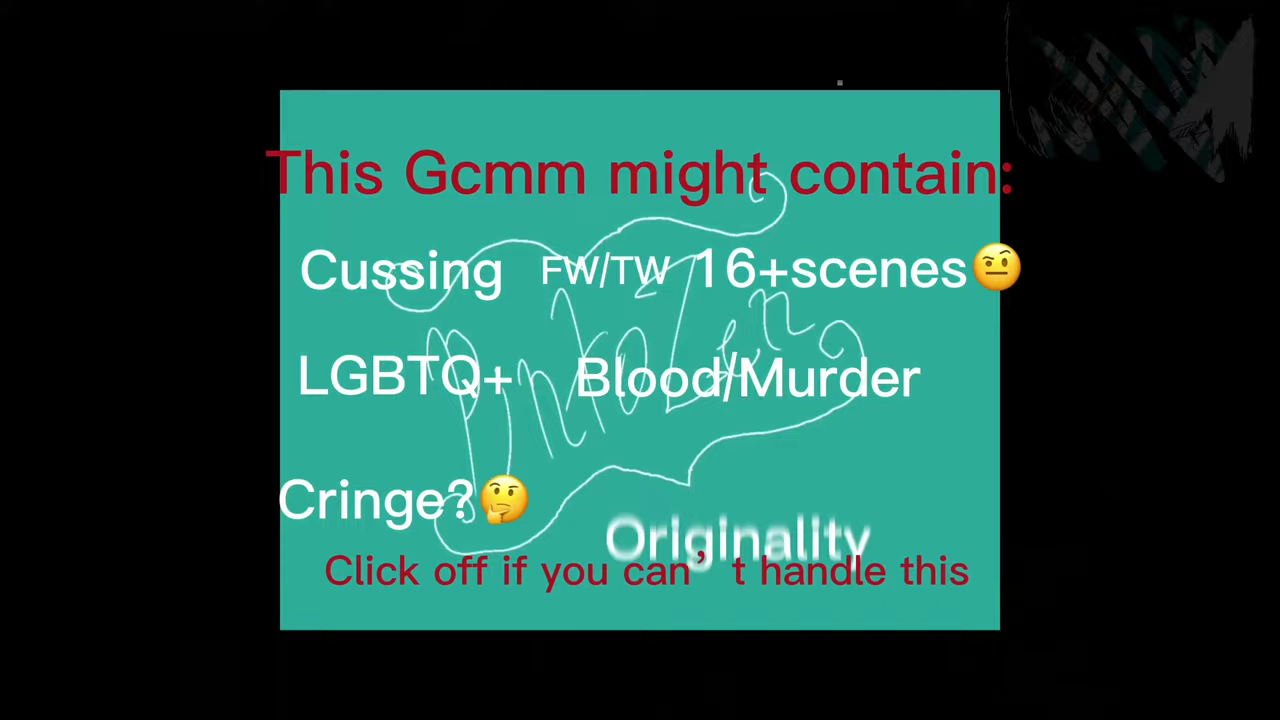 This Gcmm might contain:
Cussing FW/TW 16+scenes🤨
LGBTQ+ Blood/Murder
Cringe?🤔
Originality
Click off if you can’t handle this
PinkoZen